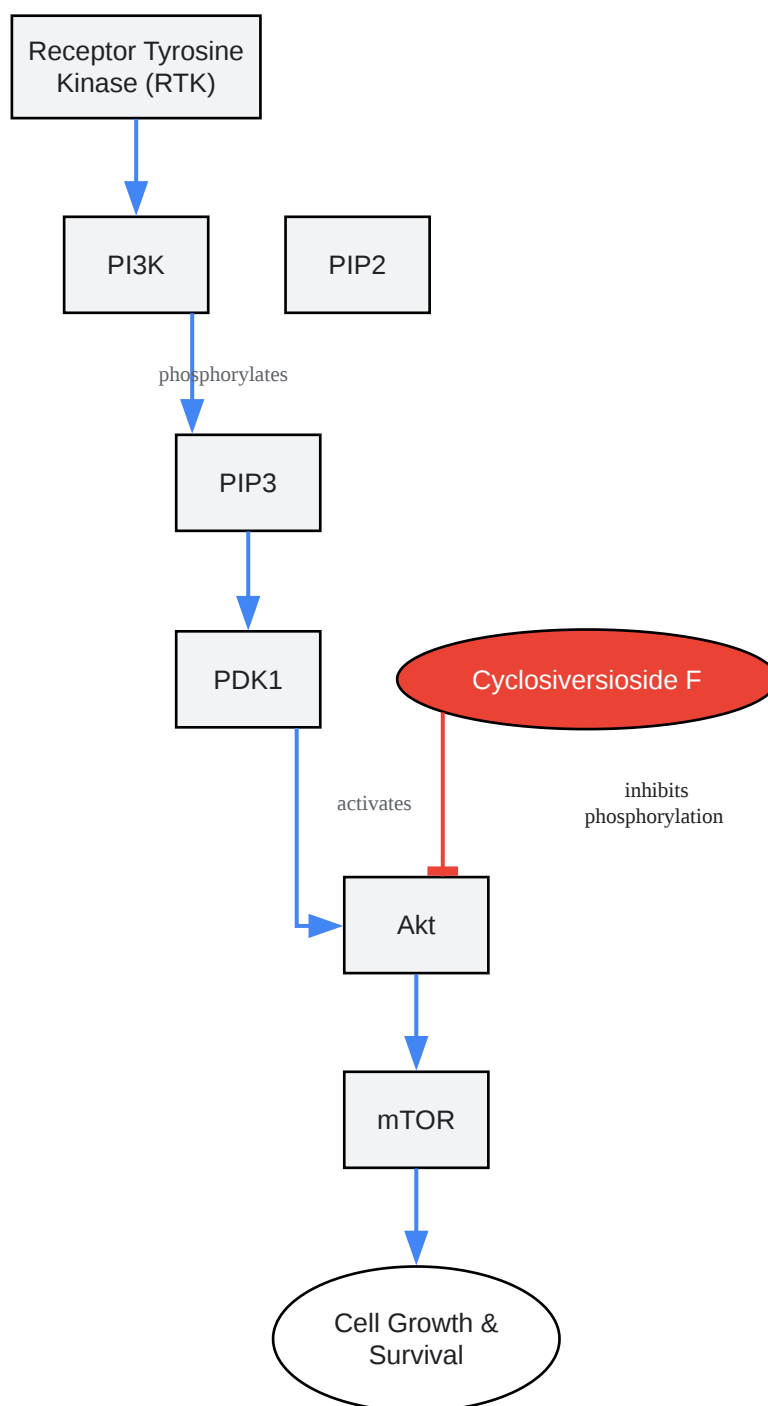 Receptor Tyrosine
Kinase (RTK)
PI3K
PIP2
phosphorylates
PIP3
PDK1
Cyclosiversioside F
activates
inhibits
phosphorylation
Akt
mTOR
Cell Growth &
Survival